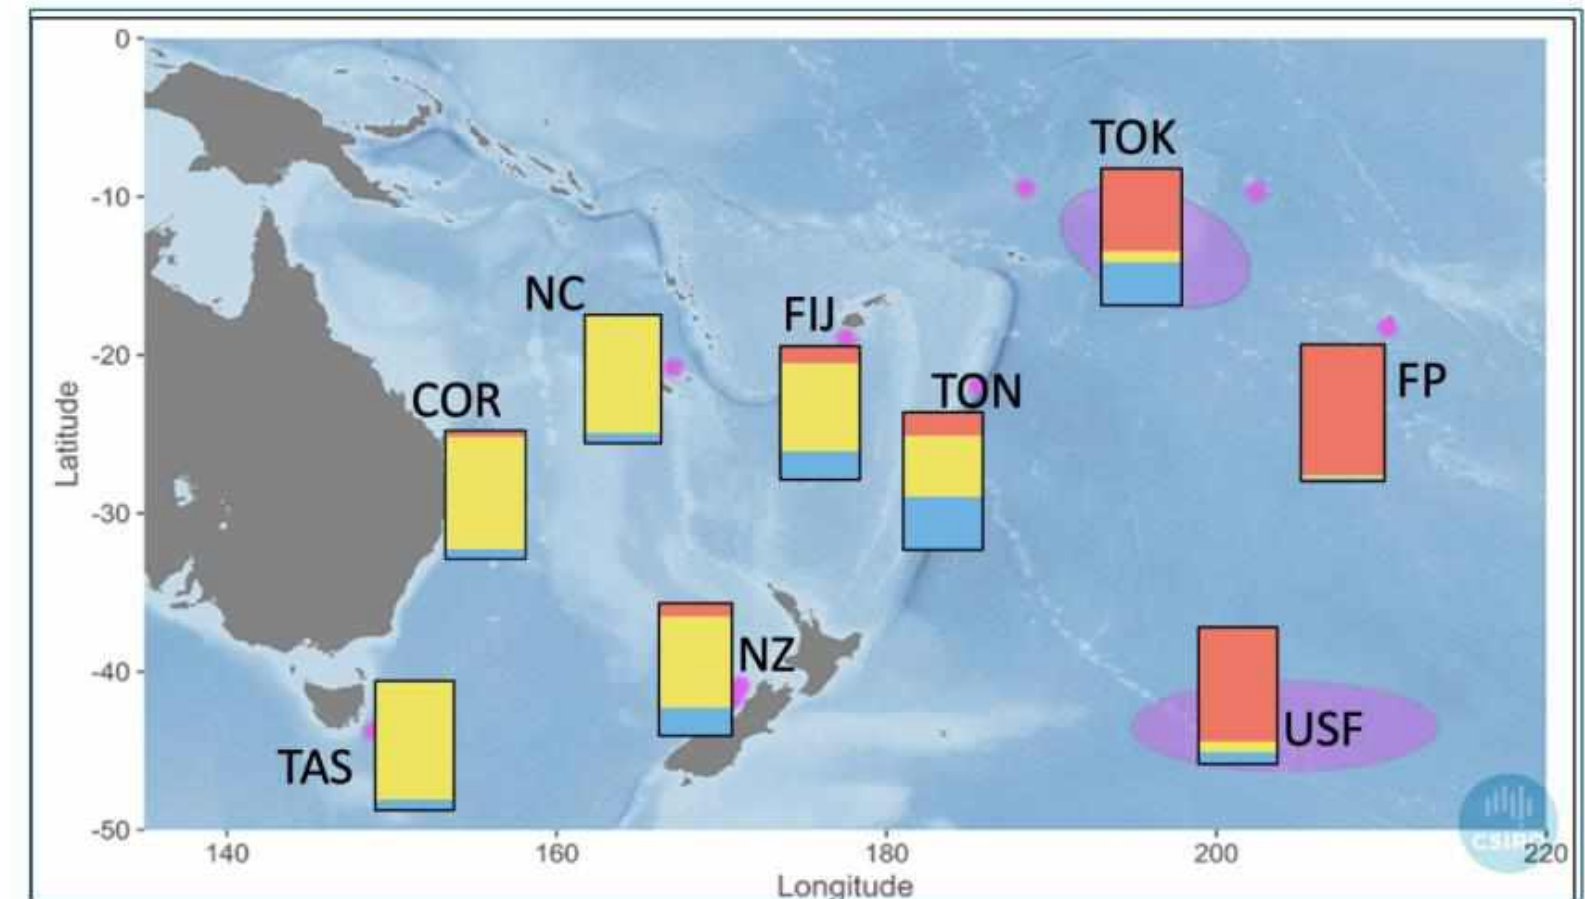 0
TOK
-10
NC
FIJ
-20
TON
FP
COR
Latitude
-30
NZ
-40
USF
TAS
-50
CSIRO
140
160
180
200
220
Longitude